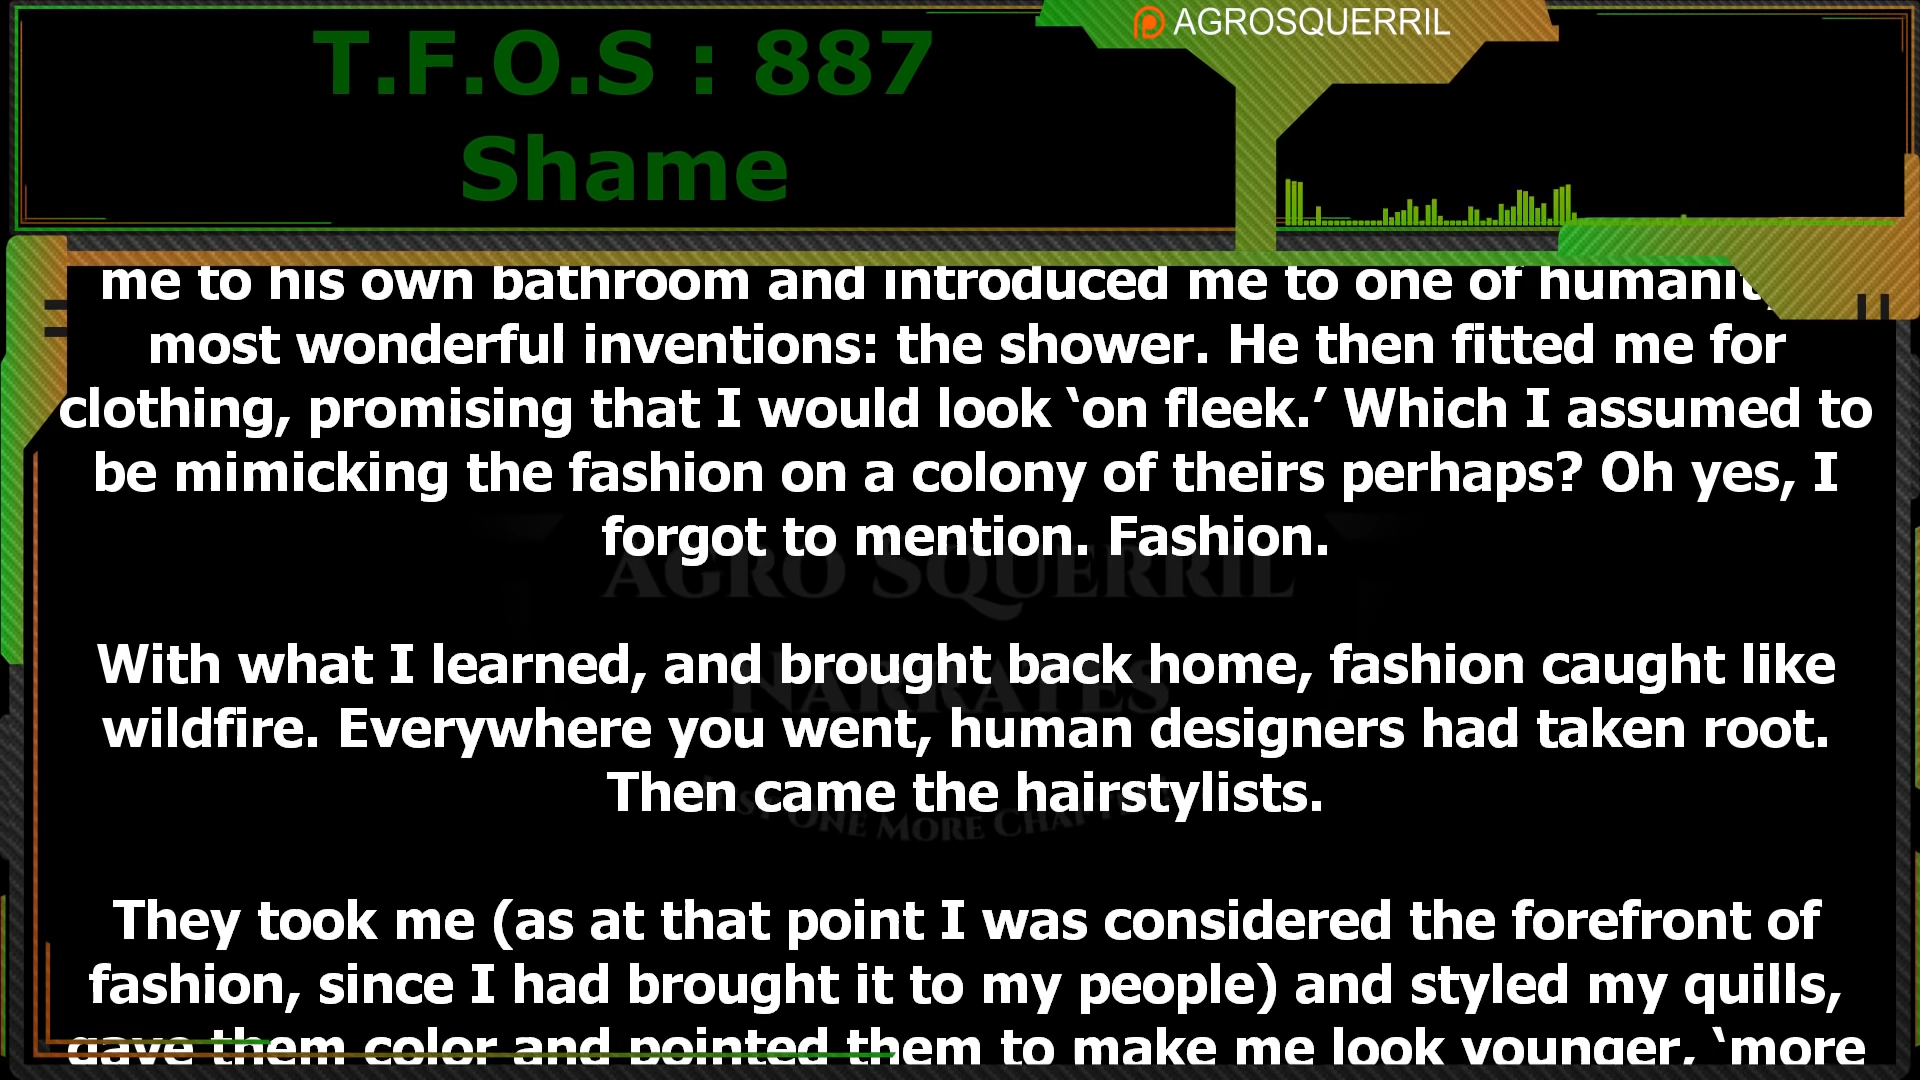 T.F.O.S : 887
Shame
AGROSQUERRIL
me to his own bathroom and introduced me to one of
most wonderful inventions: the shower. He then fitted me for
clothing, promising that I would look ‘on fleek.’ Which I assumed to
be mimicking the fashion on a colony of theirs perhaps? Oh yes, I
forgot to mention. Fashion.
AGRO SQUERRIL
With what I learned, and brought back home, fashion caught like
NARRATES
wildfire. Everywhere you went, human designers had taken root.
Then came the hairstylists.
ONE MORE
They took me (as at that point I was considered the forefront of
fashion, since I had brought it to my people) and styled my quills,
gave them color and pointed them to make me look younger, ‘more